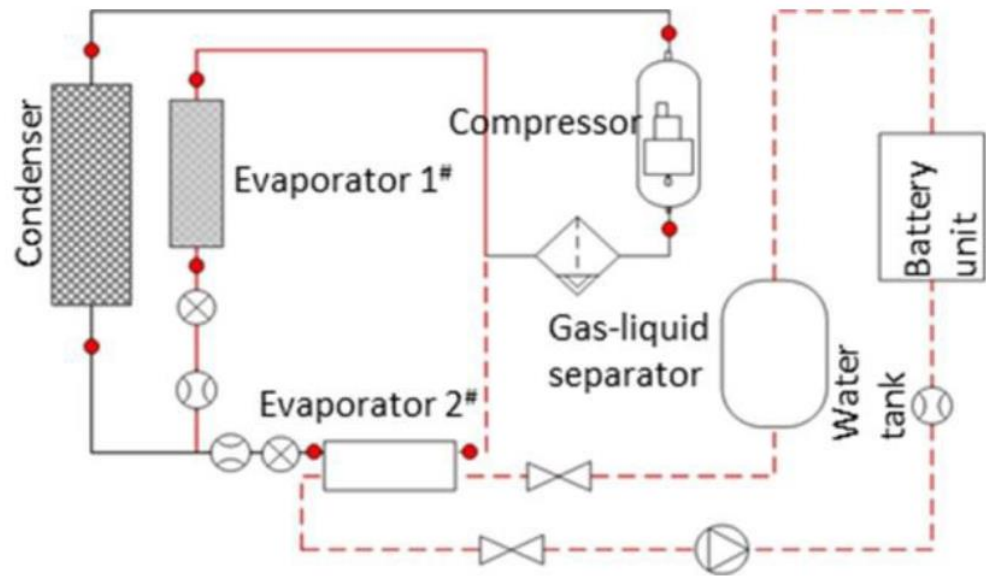 Condenser
Evaporator 1#
Compressor
Battery
unit
Gas-liquid
separator
Water
tank
Evaporator 2#